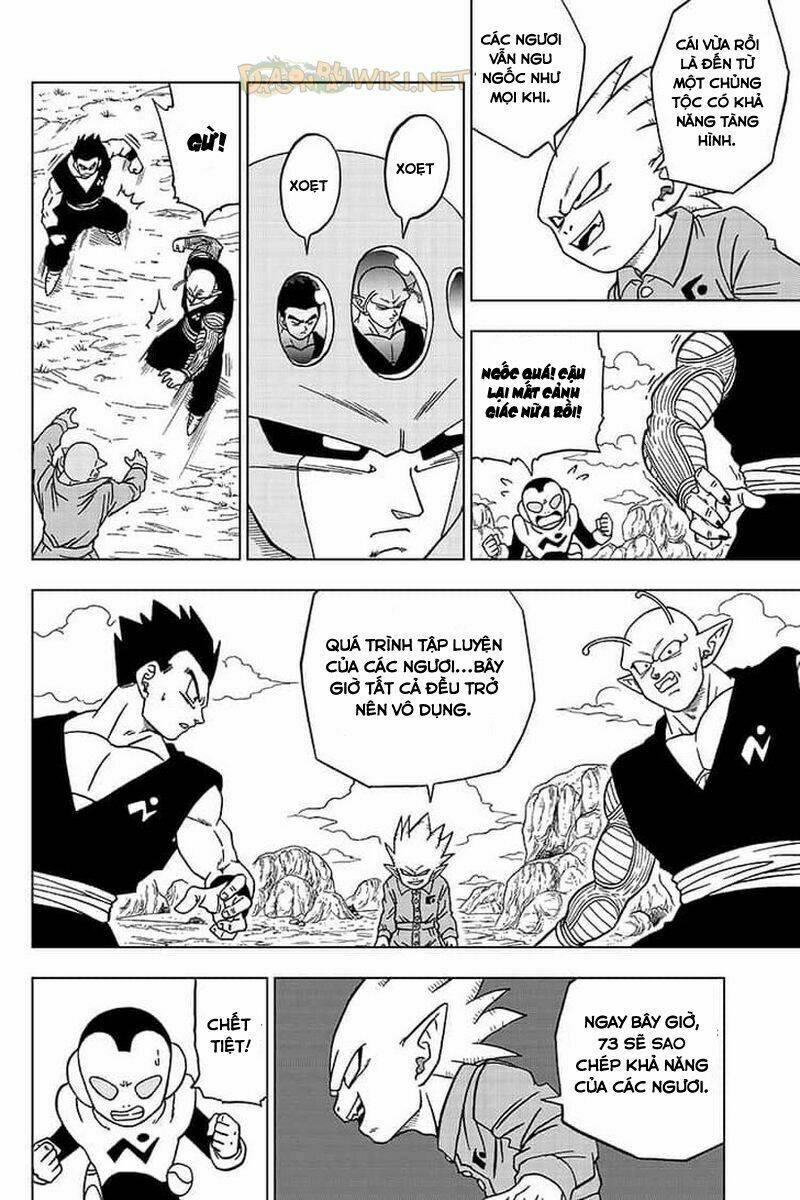 DRAGONBALLWIKI.NET
CÁI VỪA RỒI
LÀ ĐẾN TỪ
MỘT CHỦNG
TỘC CÓ KHẢ
NĂNG TÀNG
HÌNH.
CÁC NGƯƠI
VẪN NGU
NGỐC NHƯ
MỌI KHI.
XOẸT
XOẸT
GỪ!
NGỐC QUÁ! CẬU
LẠI MẤT CẢNH
GIÁC NỮA RỒI!
QUÁ TRÌNH TẬP LUYỆN
CỦA CÁC NGƯƠI...BÂY
GIỜ TẤT CẢ ĐỀU TRỞ
NÊN VÔ DỤNG.
NGAY BÂY GIỜ,
73 SẼ SAO
CHÉP KHẢ NĂNG
CỦA CÁC NGƯƠI.
CHẾT
TIỆT!